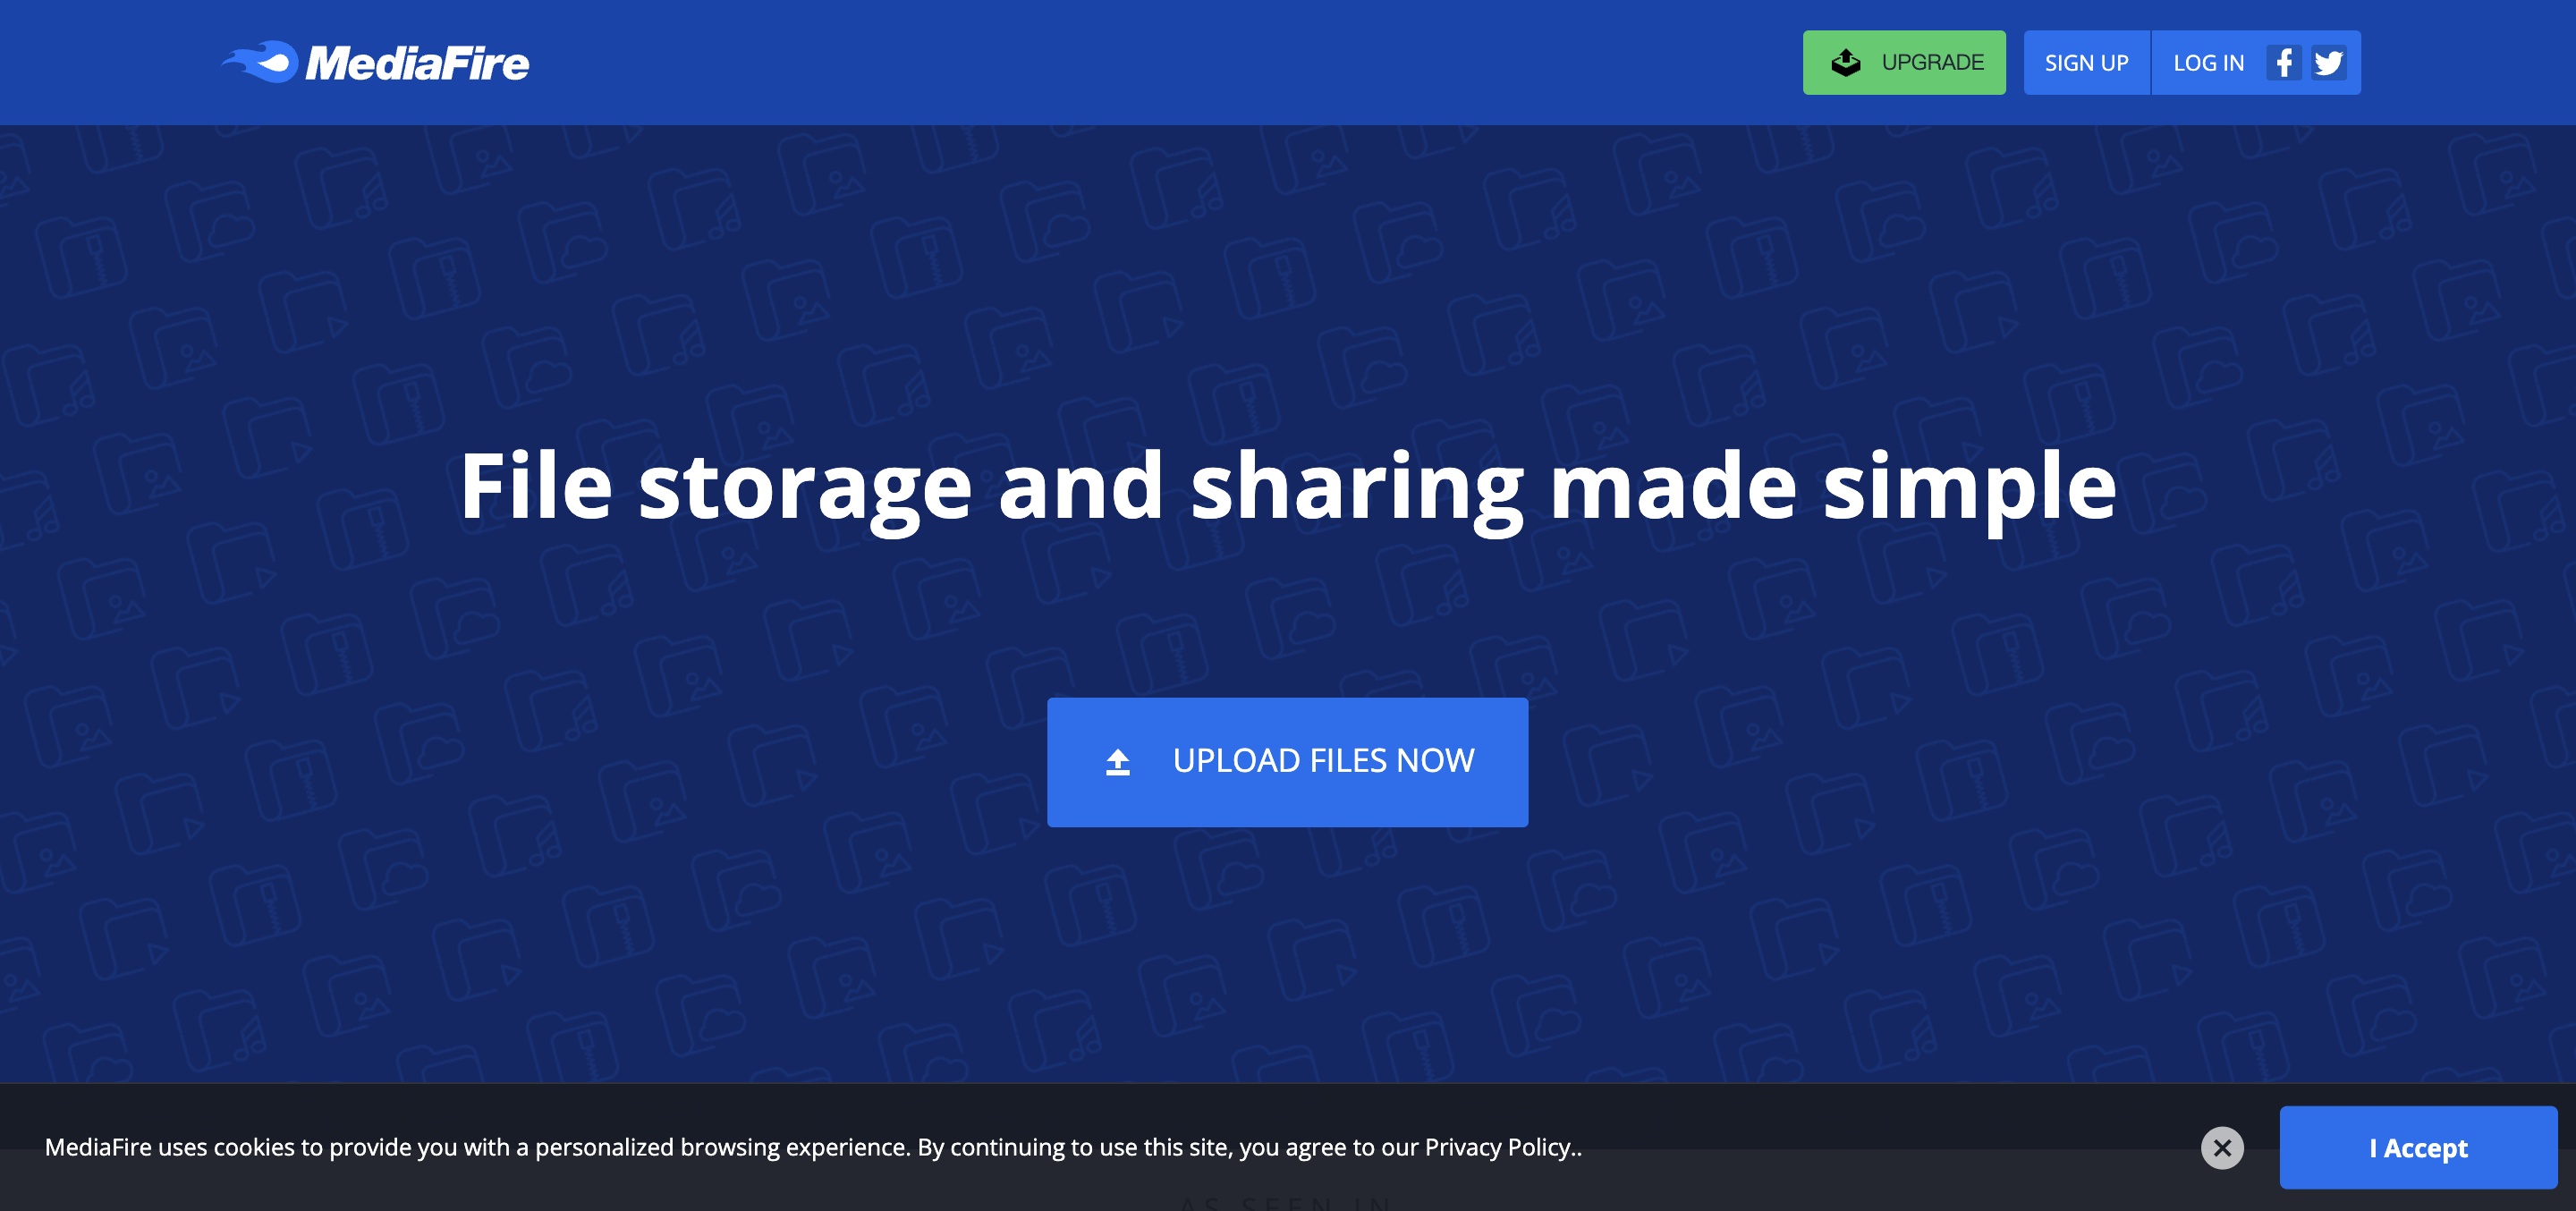 MediaFire
UPGRADE
SIGN UP
LOG IN
File storage and sharing made simple
UPLOAD FILES NOW
MediaFire uses cookies to provide you with a personalized browsing experience. By continuing to use this site, you agree to our Privacy Policy..
I Accept
AS SEEN IN